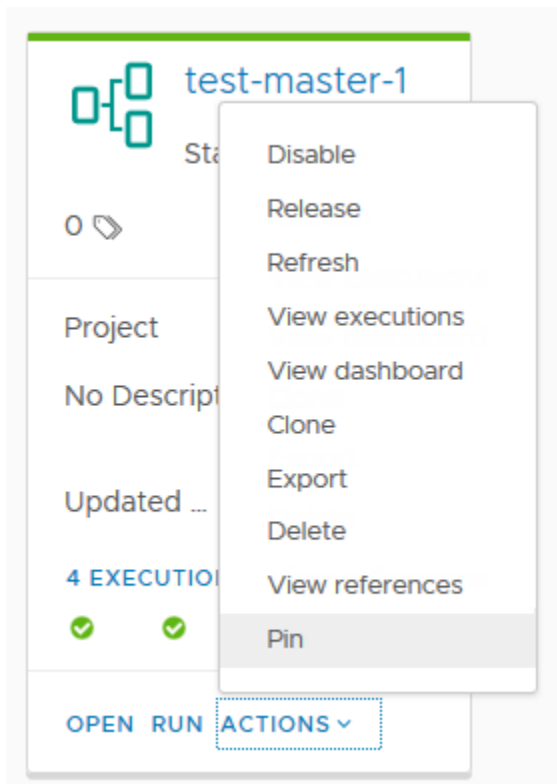 test-master-1
Sta
0
Project
No Descript
Updated ...
4 EXECUTIO
OPEN RUN ACTIONS
Disable
Release
Refresh
View executions
View dashboard
Clone
Export
Delete
View references
Pin